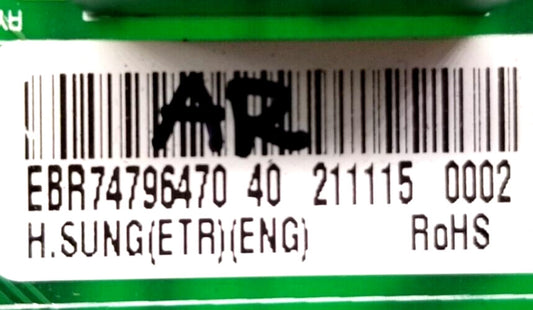 AR
EBR74796470 40 211115 0002
H.SUNG(ETR)(ENG) RoHS